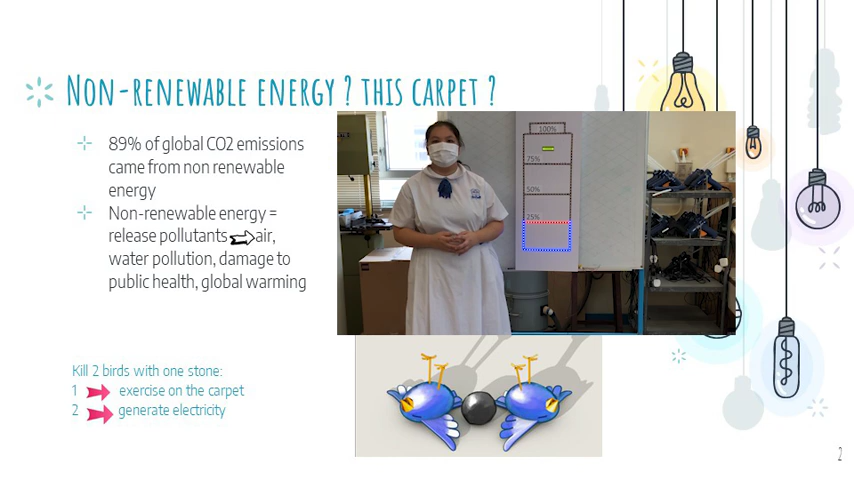 Non-renewable energy ? this carpet ?
89% of global CO2 emissions
came from non renewable
energy
Non-renewable energy =
release pollutants air,
water pollution, damage to
public health, global warming
100%
75%
50%
25%
Kill 2 birds with one stone:
1 exercise on the carpet
2 generate electricity
2